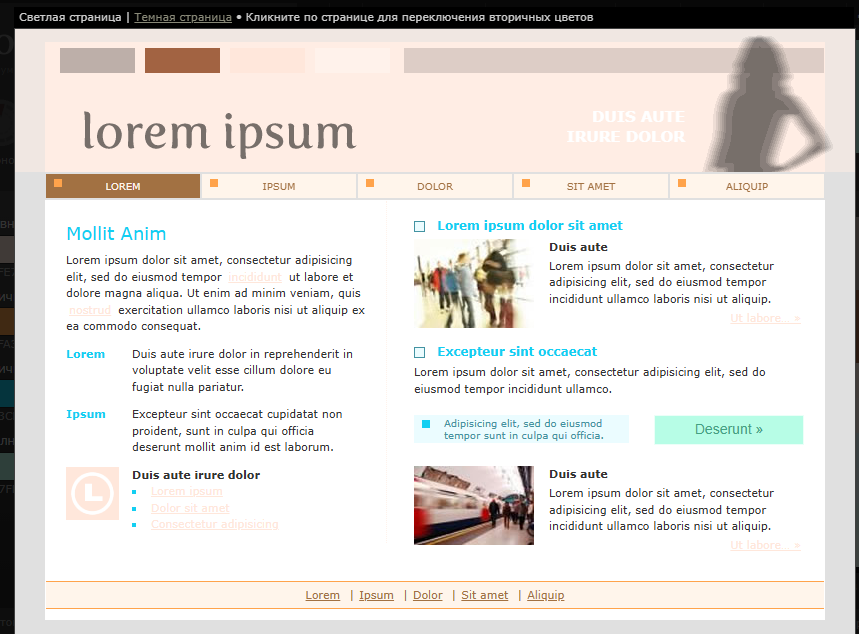 Светлая страница | Темная страница • Кликните по странице для переключения вторичных цветов
lorem ipsum
DUIS AUTE
IRURE DOLOR
LOREM
IPSUM
DOLOR
SIT AMET
ALIQUIP
Mollit Anim
Lorem ipsum dolor sit amet, consectetur adipisicing
elit, sed do eiusmod tempor incididunt ut labore et
dolore magna aliqua. Ut enim ad minim veniam, quis
nostrud exercitation ullamco laboris nisi ut aliquip ex
ea commodo consequat.
Lorem
Duis aute irure dolor in reprehenderit in
voluptate velit esse cillum dolore eu
fugiat nulla pariatur.
Ipsum
Excepteur sint occaecat cupidatat non
proident, sunt in culpa qui officia
deserunt mollit anim id est laborum.
Duis aute irure dolor
Lorem ipsum
Dolor sit amet
Consectetur adipisicing
Lorem ipsum dolor sit amet
Duis aute
Lorem ipsum dolor sit amet, consectetur
adipisicing elit, sed do eiusmod tempor
incididunt ullamco laboris nisi ut aliquip.
Ut labore... »
Excepteur sint occaecat
Lorem ipsum dolor sit amet, consectetur adipisicing elit, sed do
eiusmod tempor incididunt ullamco.
Adipisicing elit, sed do eiusmod
tempor sunt in culpa qui officia.
Deserunt »
Duis aute
Lorem ipsum dolor sit amet, consectetur
adipisicing elit, sed do eiusmod tempor
incididunt ullamco laboris nisi ut aliquip.
Ut labore... »
Lorem | Ipsum | Dolor | Sit amet | Aliquip